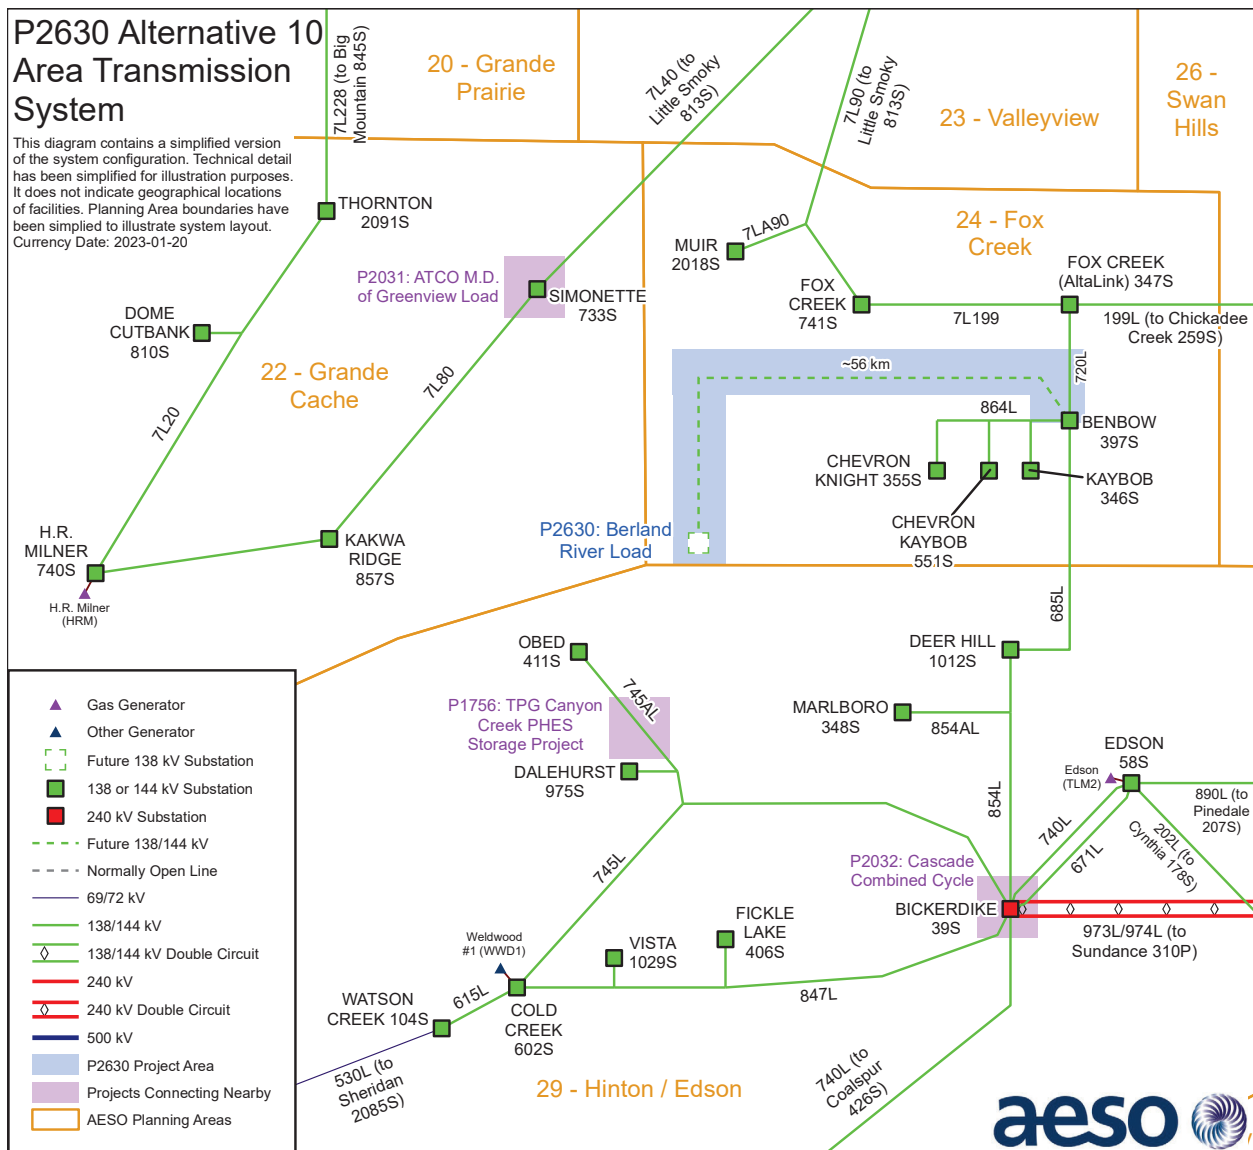 P2630 Alternative 10
Area Transmission
System
This diagram contains a simplified version
of the system configuration. Technical detail
has been simplified for illustration purposes.
It does not indicate geographical locations
of facilities. Planning Area boundaries have
been simplied to illustrate system layout.
Currency Date: 2023-01-20
7L228 (to Big
Mountain 845S)
20 - Grande
Prairie
7L40 (to
Little Smoky
813S)
7L90 (to
Little Smoky
813S)
23 - Valleyview
26 -
Swan
Hills
THORNTON
2091S
P2031: ATCO M.D.
of Greenview Load
SIMONETTE
733S
MUIR
2018S
7LA90
24 - Fox
Creek
FOX
CREEK
741S
7L199
FOX CREEK
(AltaLink) 347S
199L (to Chickadee
Creek 259S)
DOME
CUTBANK
810S
22 - Grande
Cache
7L20
7L80
~56 km
720L
864L
BENBOW
397S
CHEVRON
KNIGHT 355S
CHEVRON
KAYBOB
551S
KAYBOB
346S
H.R.
MILNER
740S
H.R. Milner
(HRM)
KAKWA
RIDGE
857S
P2630: Berland
River Load
685L
OBED
411S
745AL
DEER HILL
1012S
P1756: TPG Canyon
Creek PHES
Storage Project
DALEHURST
975S
MARLBORO
348S
854AL
854L
EDSON
58S
Edson
(TLM2)
890L (to
Pinedale
207S)
202L (to
Cynthia 178S)
740L
671L
745L
P2032: Cascade
Combined Cycle
BICKERDIKE
39S
973L/974L (to
Sundance 310P)
FICKLE
LAKE
406S
VISTA
1029S
Weldwood
#1 (WWD1)
847L
WATSON
CREEK 104S
615L
COLD
CREEK
602S
530L (to
Sheridan
2085S)
740L (to
Coalspur
426S)
29 - Hinton / Edson
Gas Generator
Other Generator
Future 138 kV Substation
138 or 144 kV Substation
240 kV Substation
Future 138/144 kV
Normally Open Line
69/72 kV
138/144 kV
138/144 kV Double Circuit
240 kV
240 kV Double Circuit
500 kV
P2630 Project Area
Projects Connecting Nearby
AESO Planning Areas
aeso